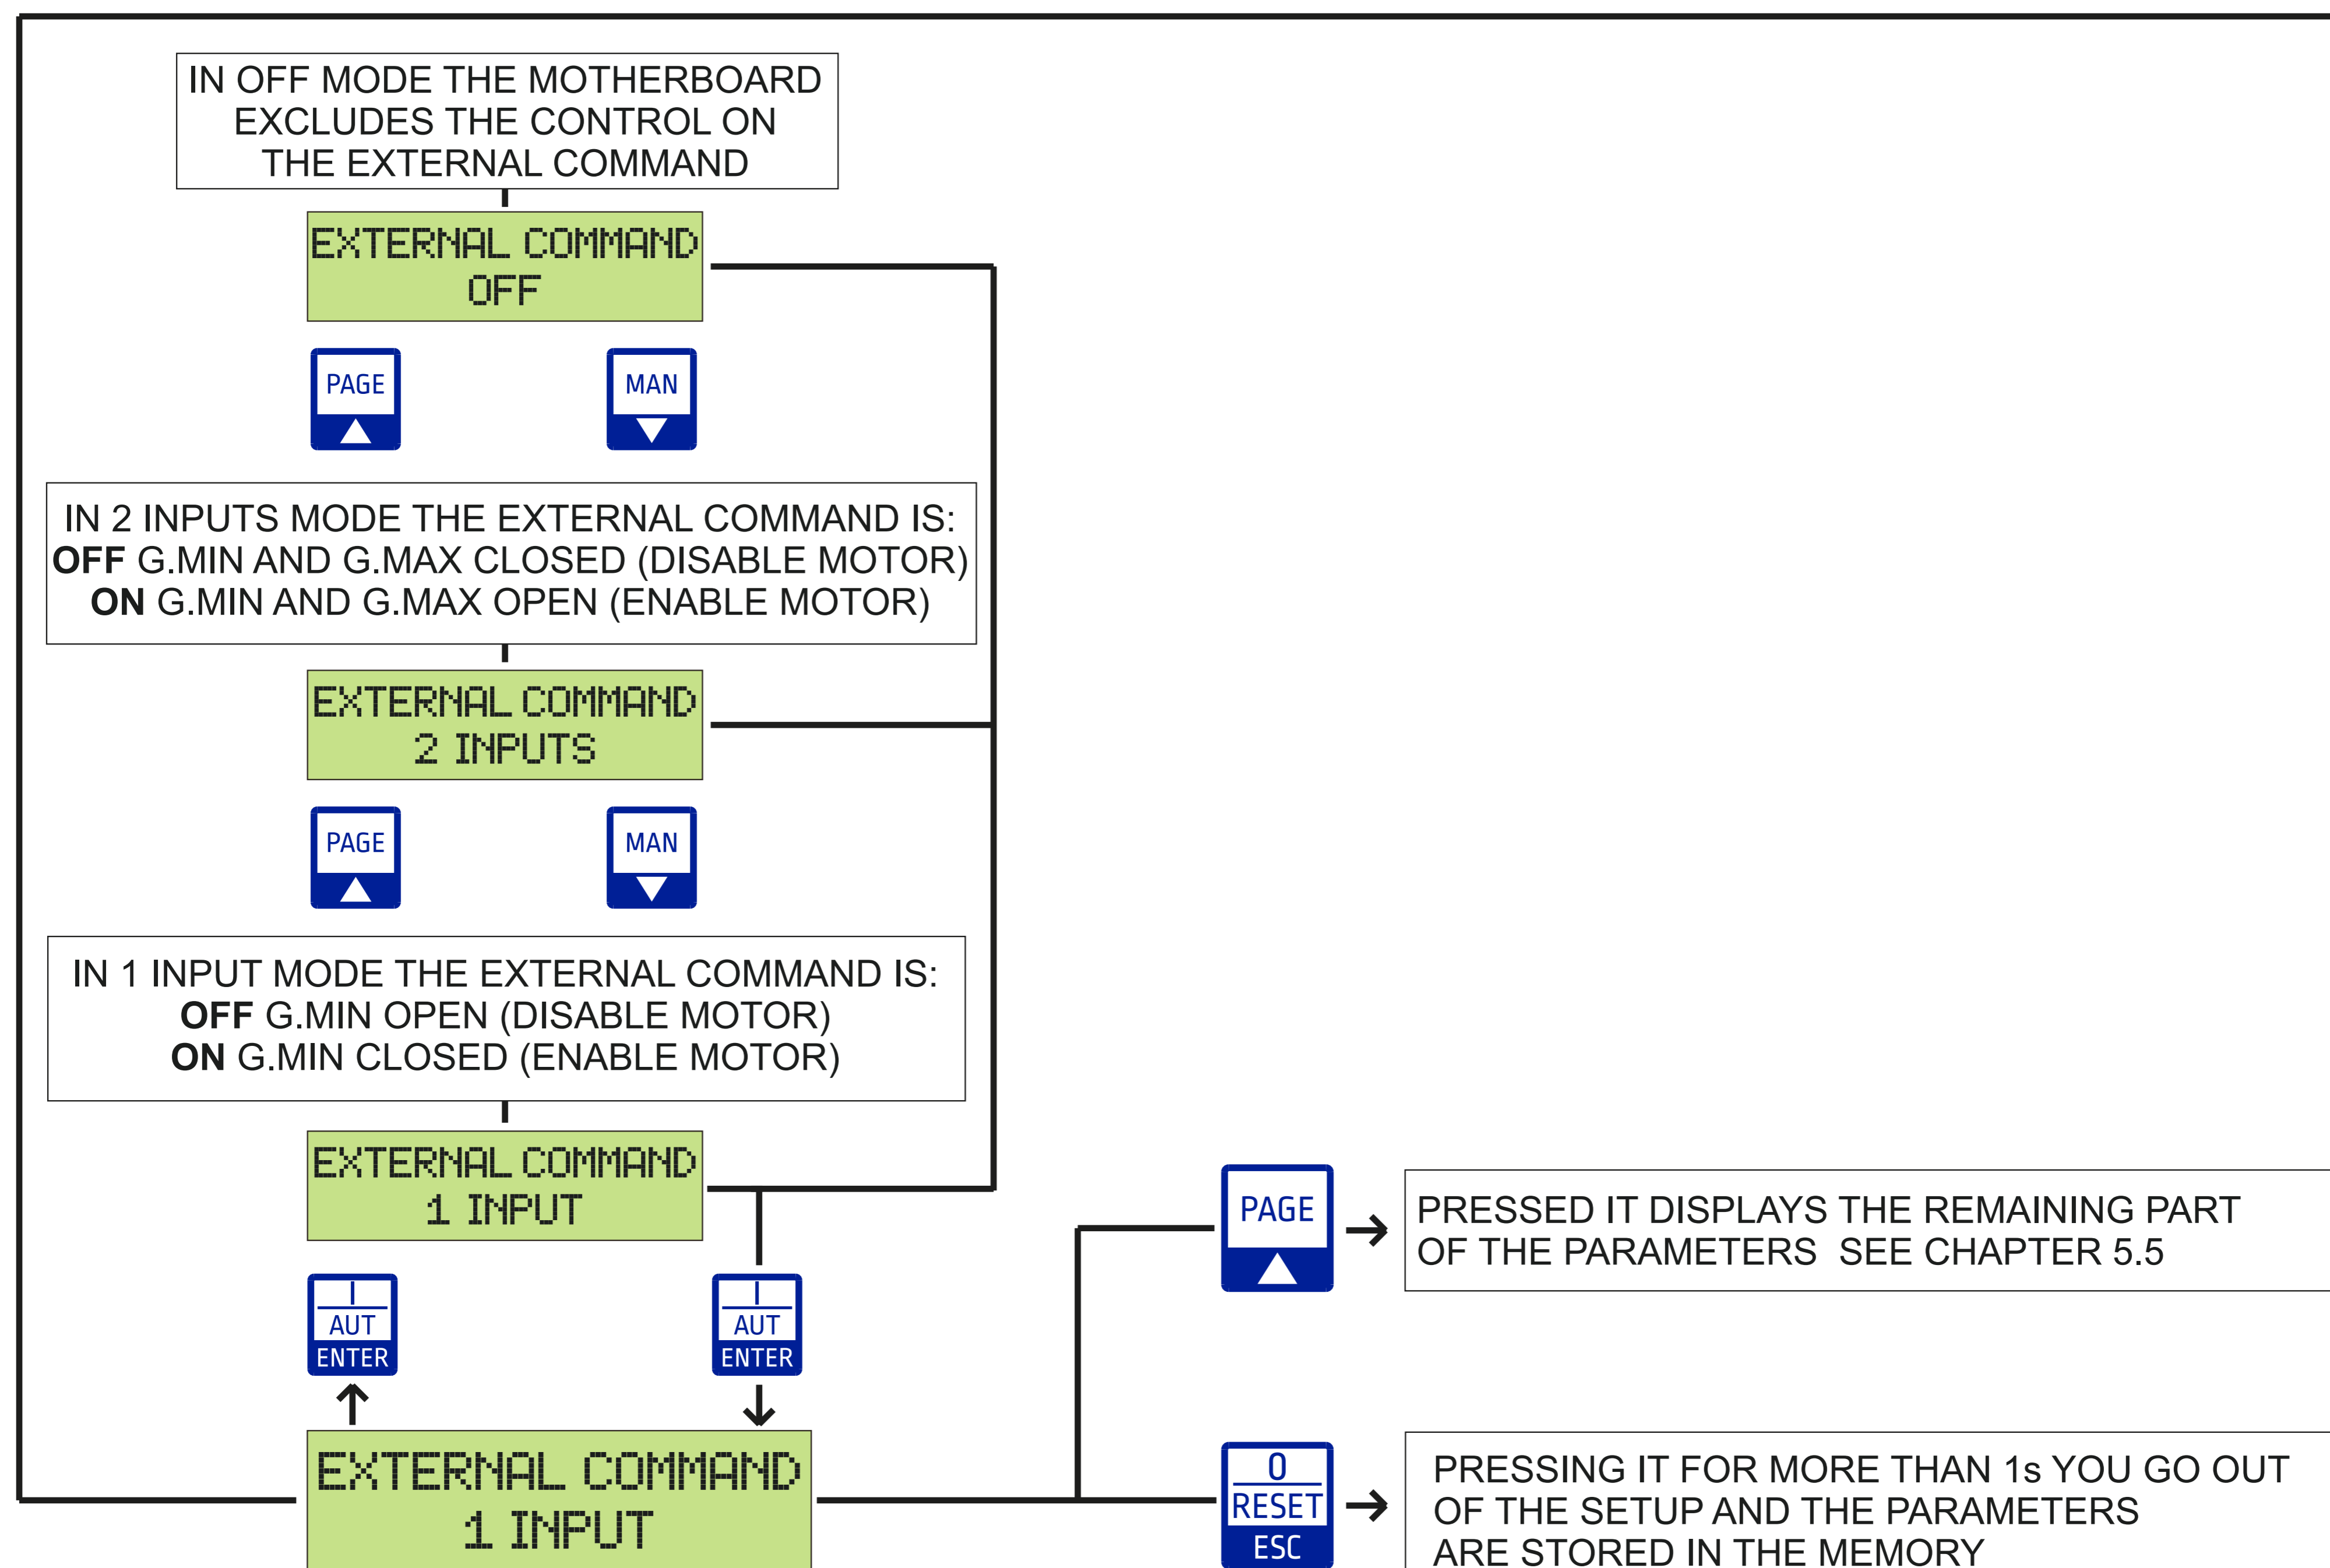 IN OFF MODE THE MOTHERBOARD
EXCLUDES THE CONTROL ON
THE EXTERNAL COMMAND
EXTERNAL COMMAND
OFF
PAGE
MAN
IN 2 INPUTS MODE THE EXTERNAL COMMAND IS:
OFF G.MIN AND G.MAX CLOSED (DISABLE MOTOR)
ON G.MIN AND G.MAX OPEN (ENABLE MOTOR)
EXTERNAL COMMAND
2 INPUTS
PAGE
MAN
IN 1 INPUT MODE THE EXTERNAL COMMAND IS:
OFF G.MIN OPEN (DISABLE MOTOR)
ON G.MIN CLOSED (ENABLE MOTOR)
EXTERNAL COMMAND
1 INPUT
I
AUT
ENTER
I
AUT
ENTER
EXTERNAL COMMAND
1 INPUT
PAGE
PRESSED IT DISPLAYS THE REMAINING PART
OF THE PARAMETERS SEE CHAPTER 5.5
0
RESET
ESC
PRESSING IT FOR MORE THAN 1s YOU GO OUT
OF THE SETUP AND THE PARAMETERS
ARE STORED IN THE MEMORY